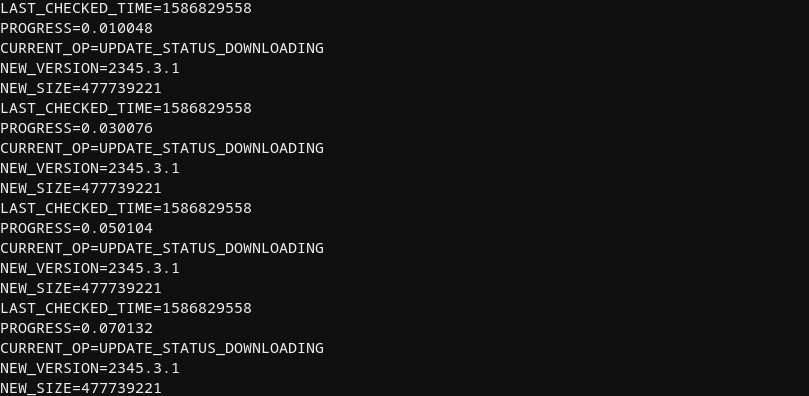 LAST_CHECKED_TIME=1586829558
PROGRESS=0.010048
CURRENT_OP=UPDATE_STATUS_DOWNLOADING
NEW_VERSION=2345.3.1
NEW_SIZE=477739221
LAST_CHECKED_TIME=1586829558
PROGRESS=0.030076
CURRENT_OP=UPDATE_STATUS_DOWNLOADING
NEW_VERSION=2345.3.1
NEW_SIZE=477739221
LAST_CHECKED_TIME=1586829558
PROGRESS=0.050104
CURRENT_OP=UPDATE_STATUS_DOWNLOADING
NEW_VERSION=2345.3.1
NEW_SIZE=477739221
LAST_CHECKED_TIME=1586829558
PROGRESS=0.070132
CURRENT_OP=UPDATE_STATUS_DOWNLOADING
NEW_VERSION=2345.3.1
NEW_SIZE=477739221